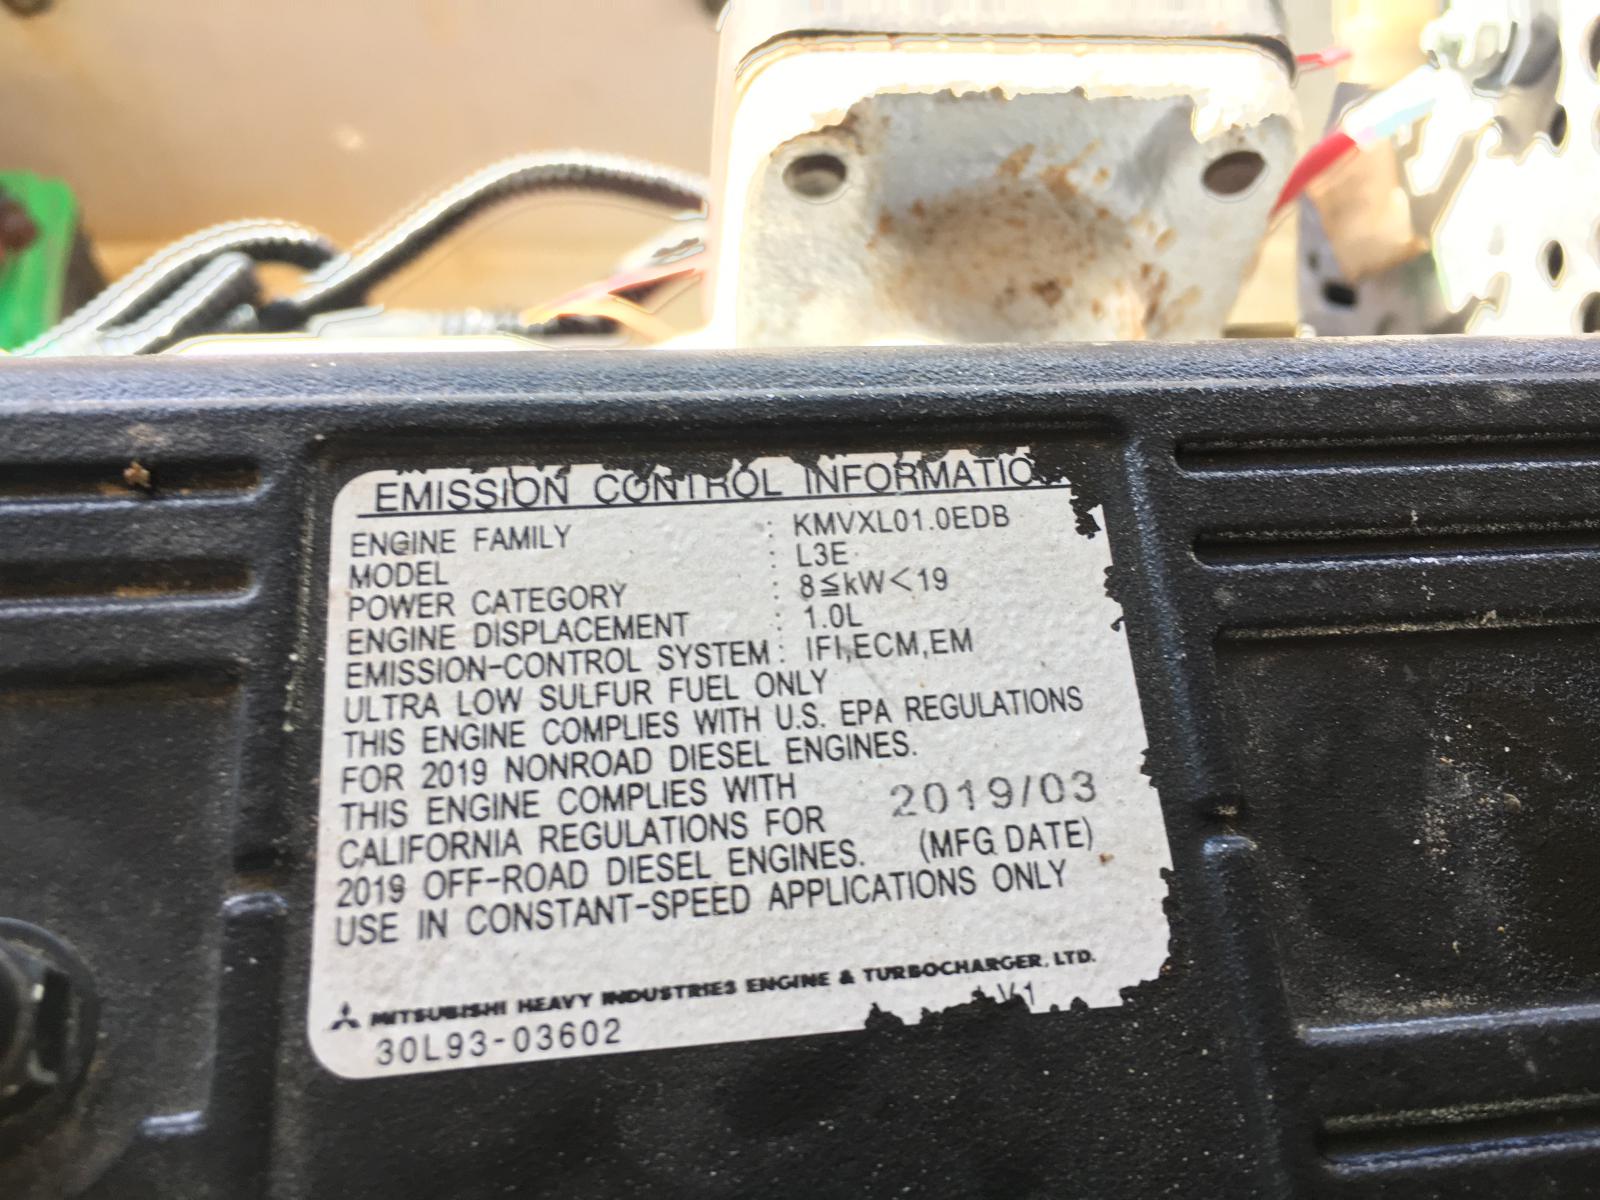 EMISSION CONTROL INFORMATIO
ENGINE FAMILY : KMVXL01.0EDB
MODEL : L3E
POWER CATEGORY : 8≦kW<19
ENGINE DISPLACEMENT : 1.0L
EMISSION-CONTROL SYSTEM : IFI,ECM,EM
ULTRA LOW SULFUR FUEL ONLY
THIS ENGINE COMPLIES WITH U.S. EPA REGULATIONS
FOR 2019 NONROAD DIESEL ENGINES.
THIS ENGINE COMPLIES WITH
CALIFORNIA REGULATIONS FOR 2019/03
2019 OFF-ROAD DIESEL ENGINES. (MFG. DATE)
USE IN CONSTANT-SPEED APPLICATIONS ONLY
MITSUBISHI HEAVY INDUSTRIES ENGINE & TURBOCHARGER, LTD.
30L93-03602